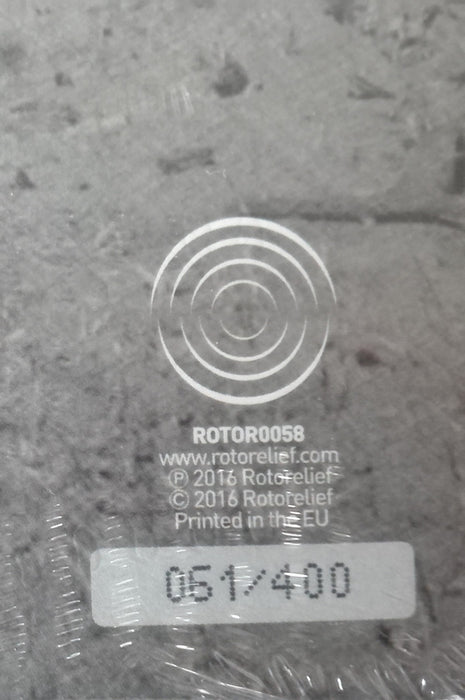 ROTOR0058
www.rotorelief.com
Ⓟ 2016 Rotorelief
© 2016 Rotorelief
Printed in the EU
061/400